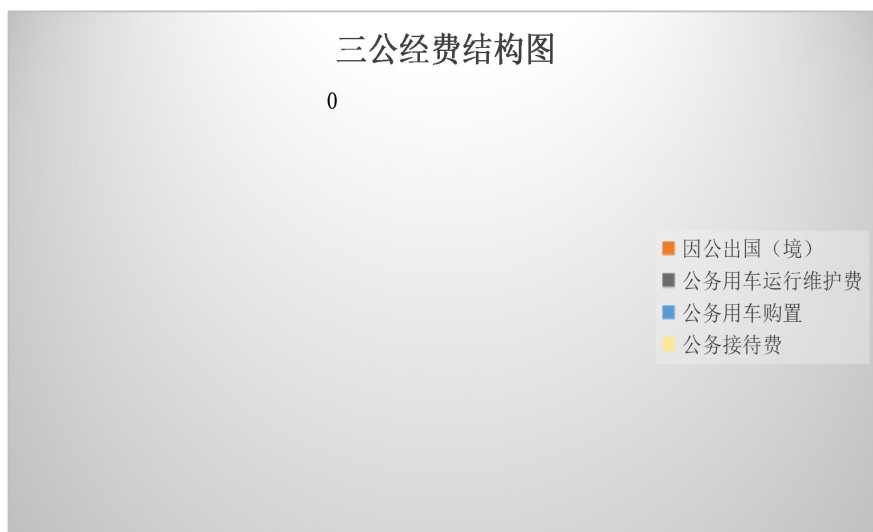 三公经费结构图
0
因公出国（境）
公务用车运行维护费
公务用车购置
公务接待费